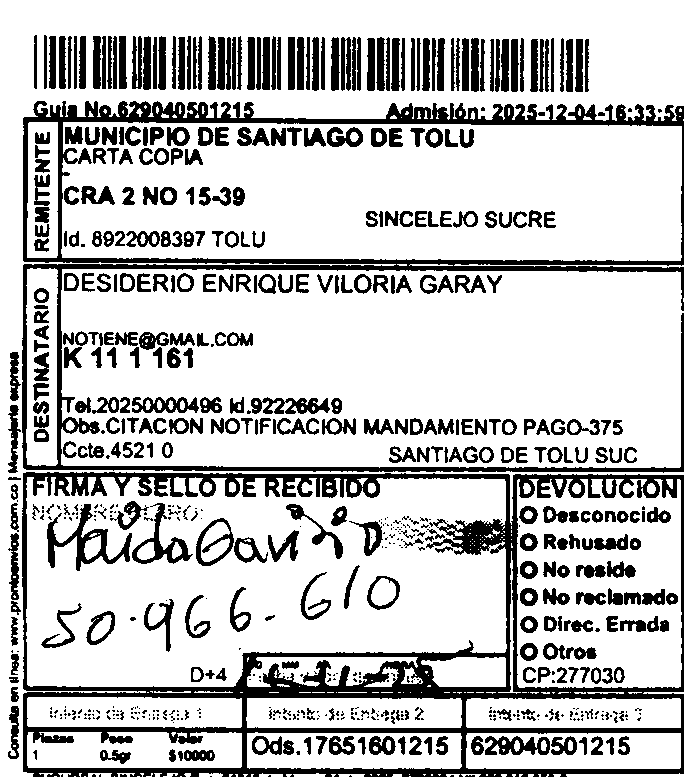 Guia No.629040501215 Admisión: 2025-12-04-16:33:59
REMITENTE
MUNICIPIO DE SANTIAGO DE TOLU
CARTA COPIA
-
CRA 2 NO 15-39
SINCELEJO SUCRE
Id. 8922008397 TOLU
DESTINATARIO
DESIDERIO ENRIQUE VILORIA GARAY
NOTIENE@GMAIL.COM
K 11 1 161
Tel.20250000496 Id.92226649
Obs.CITACION NOTIFICACION MANDAMIENTO PAGO-375
Ccte.4521 0 SANTIAGO DE TOLU SUC
Consulta en línea: www.prontoenvios.com.co | Mensajería expresa
FIRMA Y SELLO DE RECIBIDO
Maida
50.966.610
D+4
DEVOLUCION
Desconocido
Rehusado
No reside
No reclamado
Direc. Errada
Otros
CP:277030
Intento de Entrega 1 Intento de Entrega 2 Intento de Entrega 3
Piezas Peso Valor
1 0.5gr $10000
Ods.17651601215 629040501215